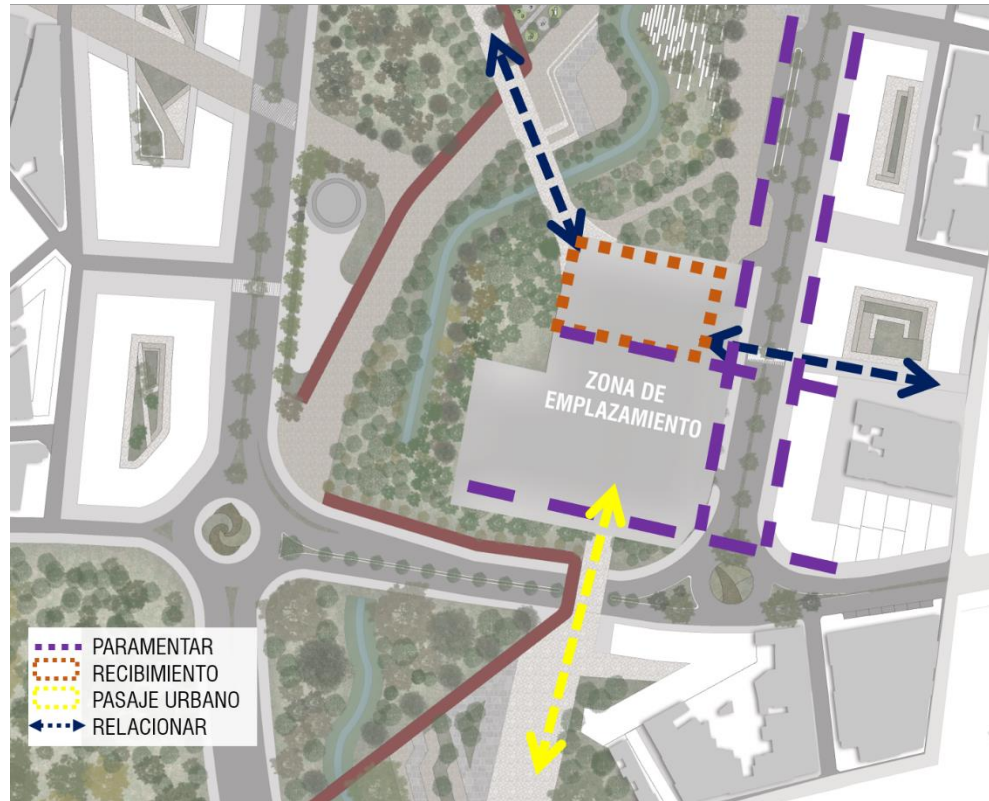 ZONA DE
EMPLAZAMIENTO
PARAMENTAR
RECIBIMIENTO
PASAJE URBANO
RELACIONAR